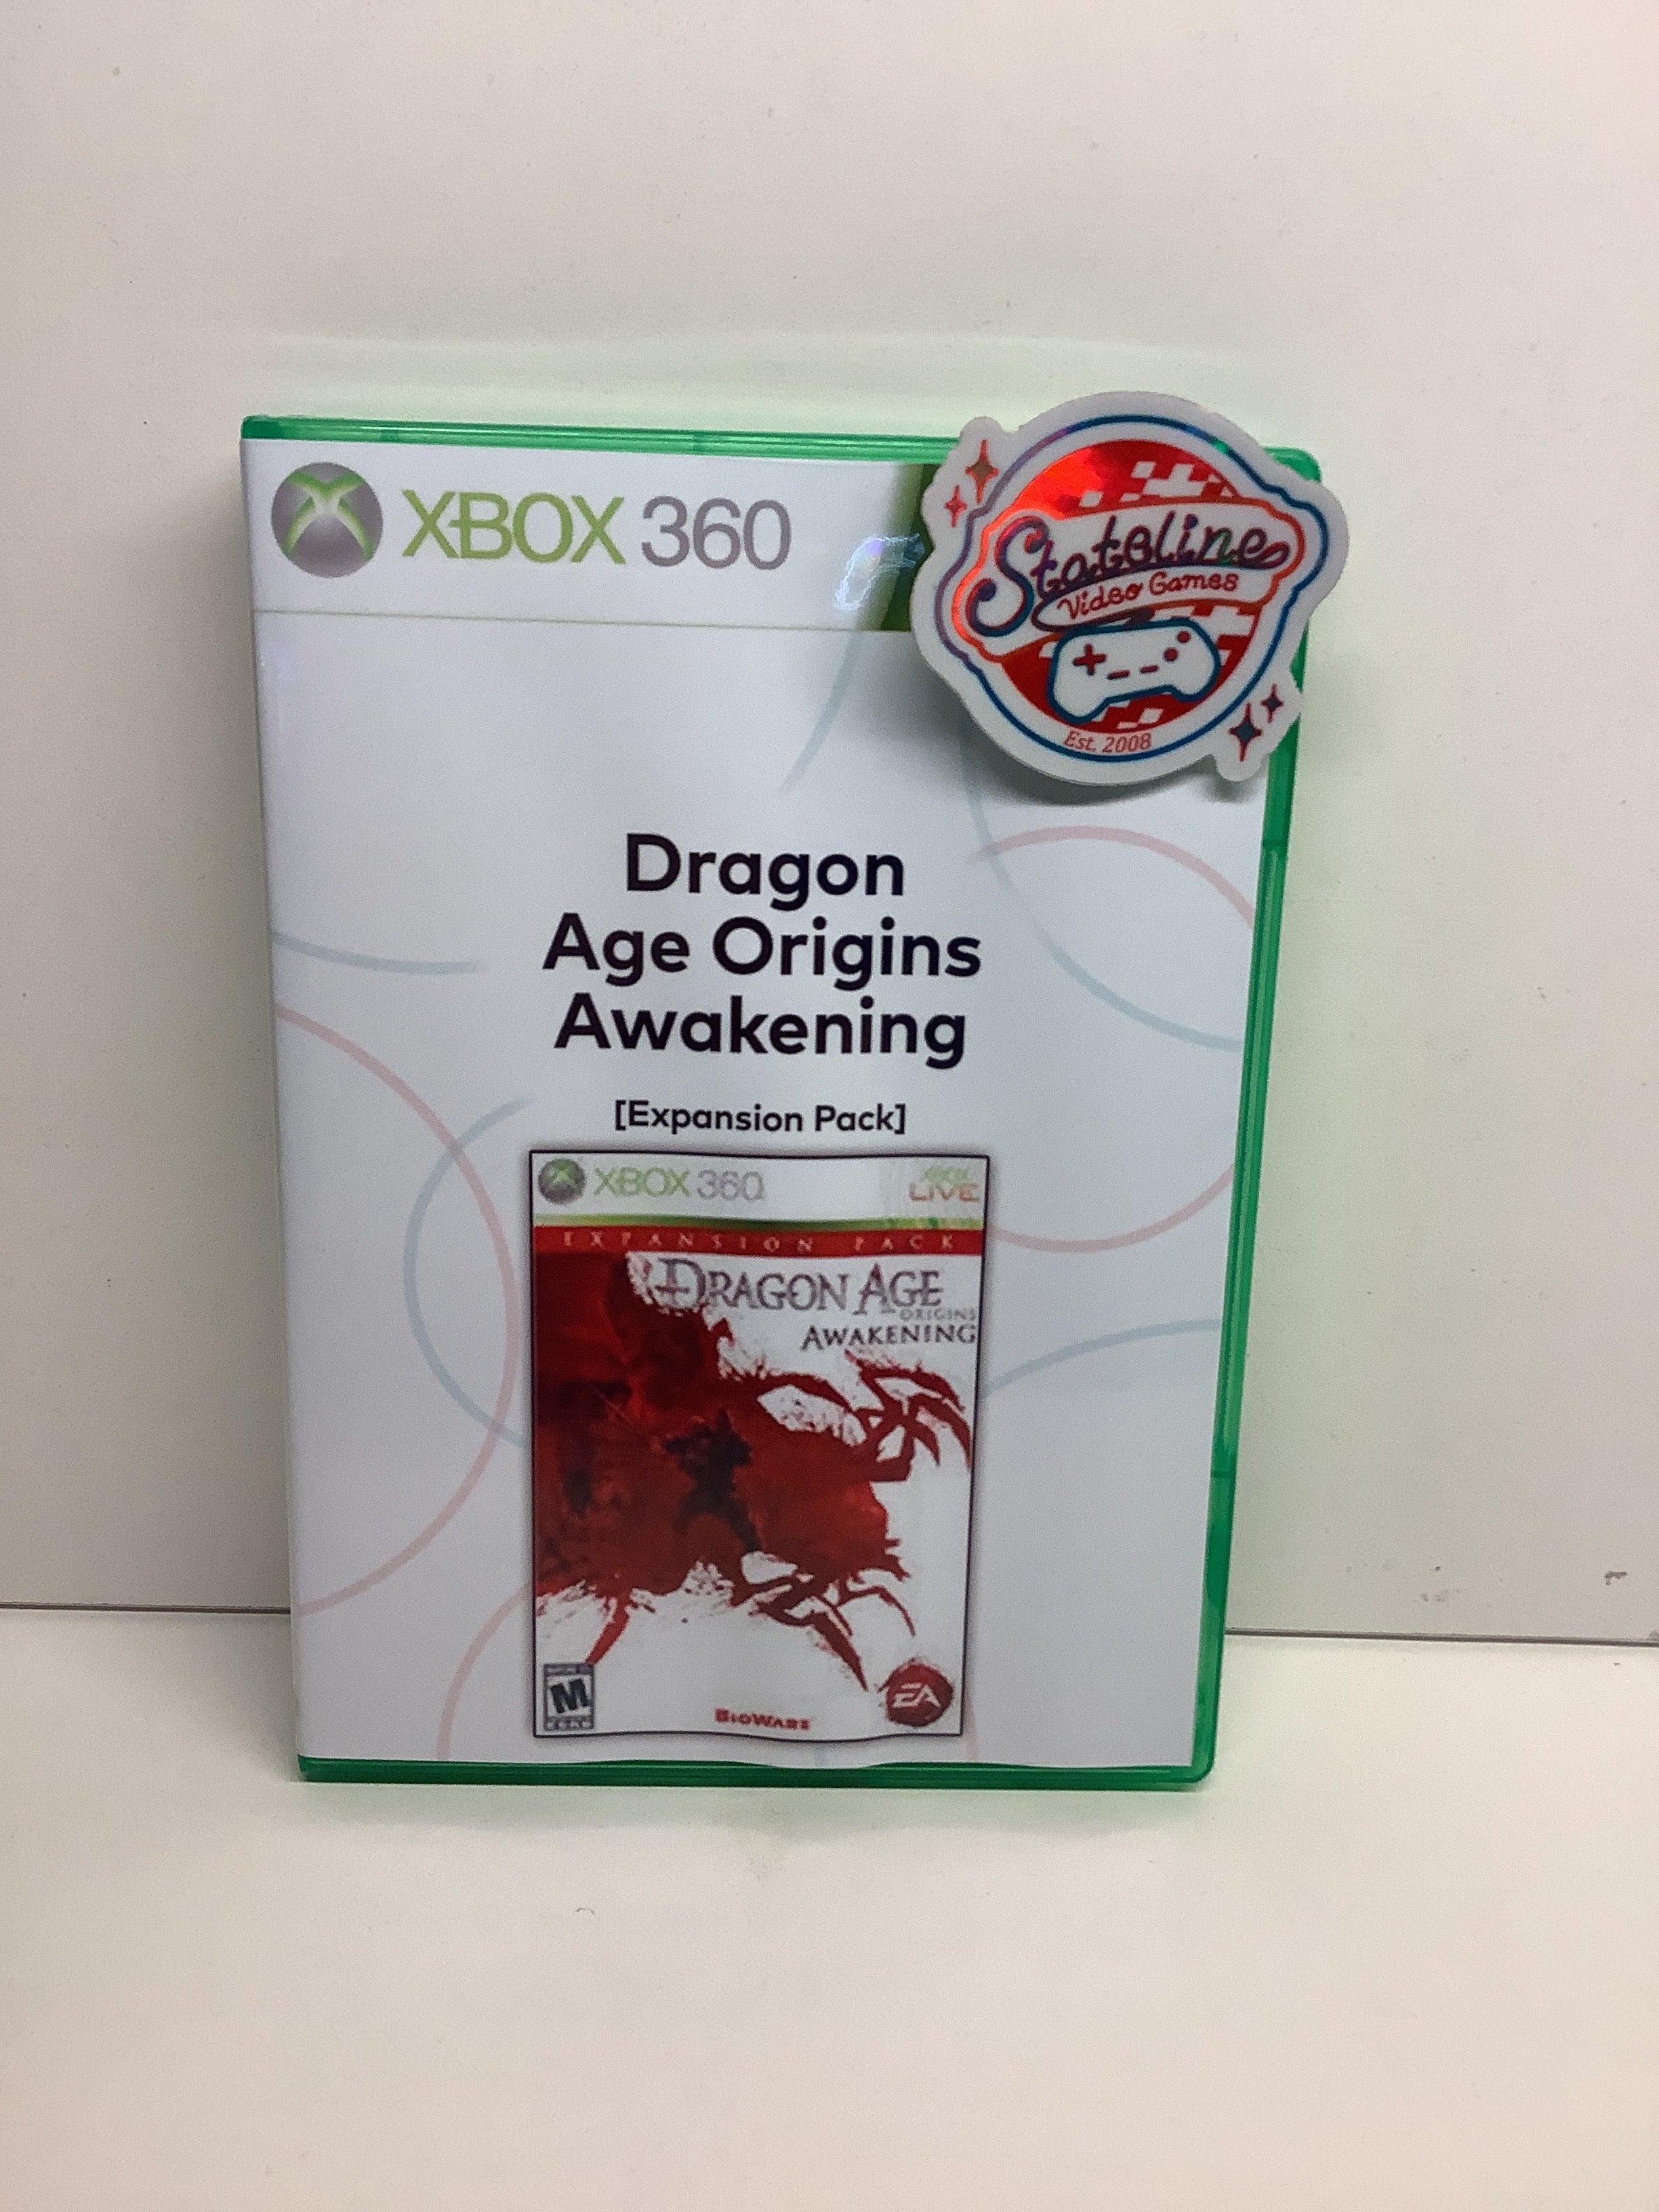 XBOX 360
Stateline
Video Games
Est. 2008
Dragon
Age Origins
Awakening
[Expansion Pack]
XBOX 360
XBOX
LIVE
EXPANSION PACK
DRAGON AGE
ORIGINS
AWAKENING
M
BIOWARE
EA